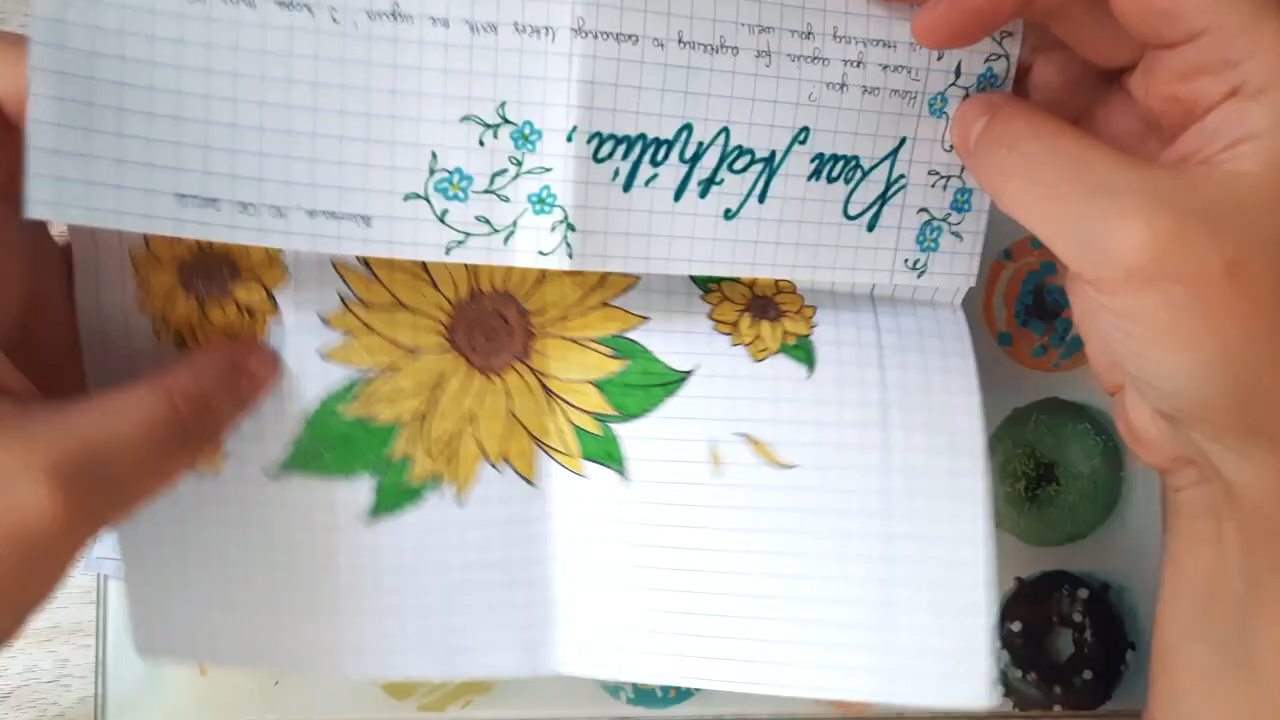 Dear Nathália,
How are you?
Thank you again for agreeing to exchange letters with me again! I hope
is treating you well.